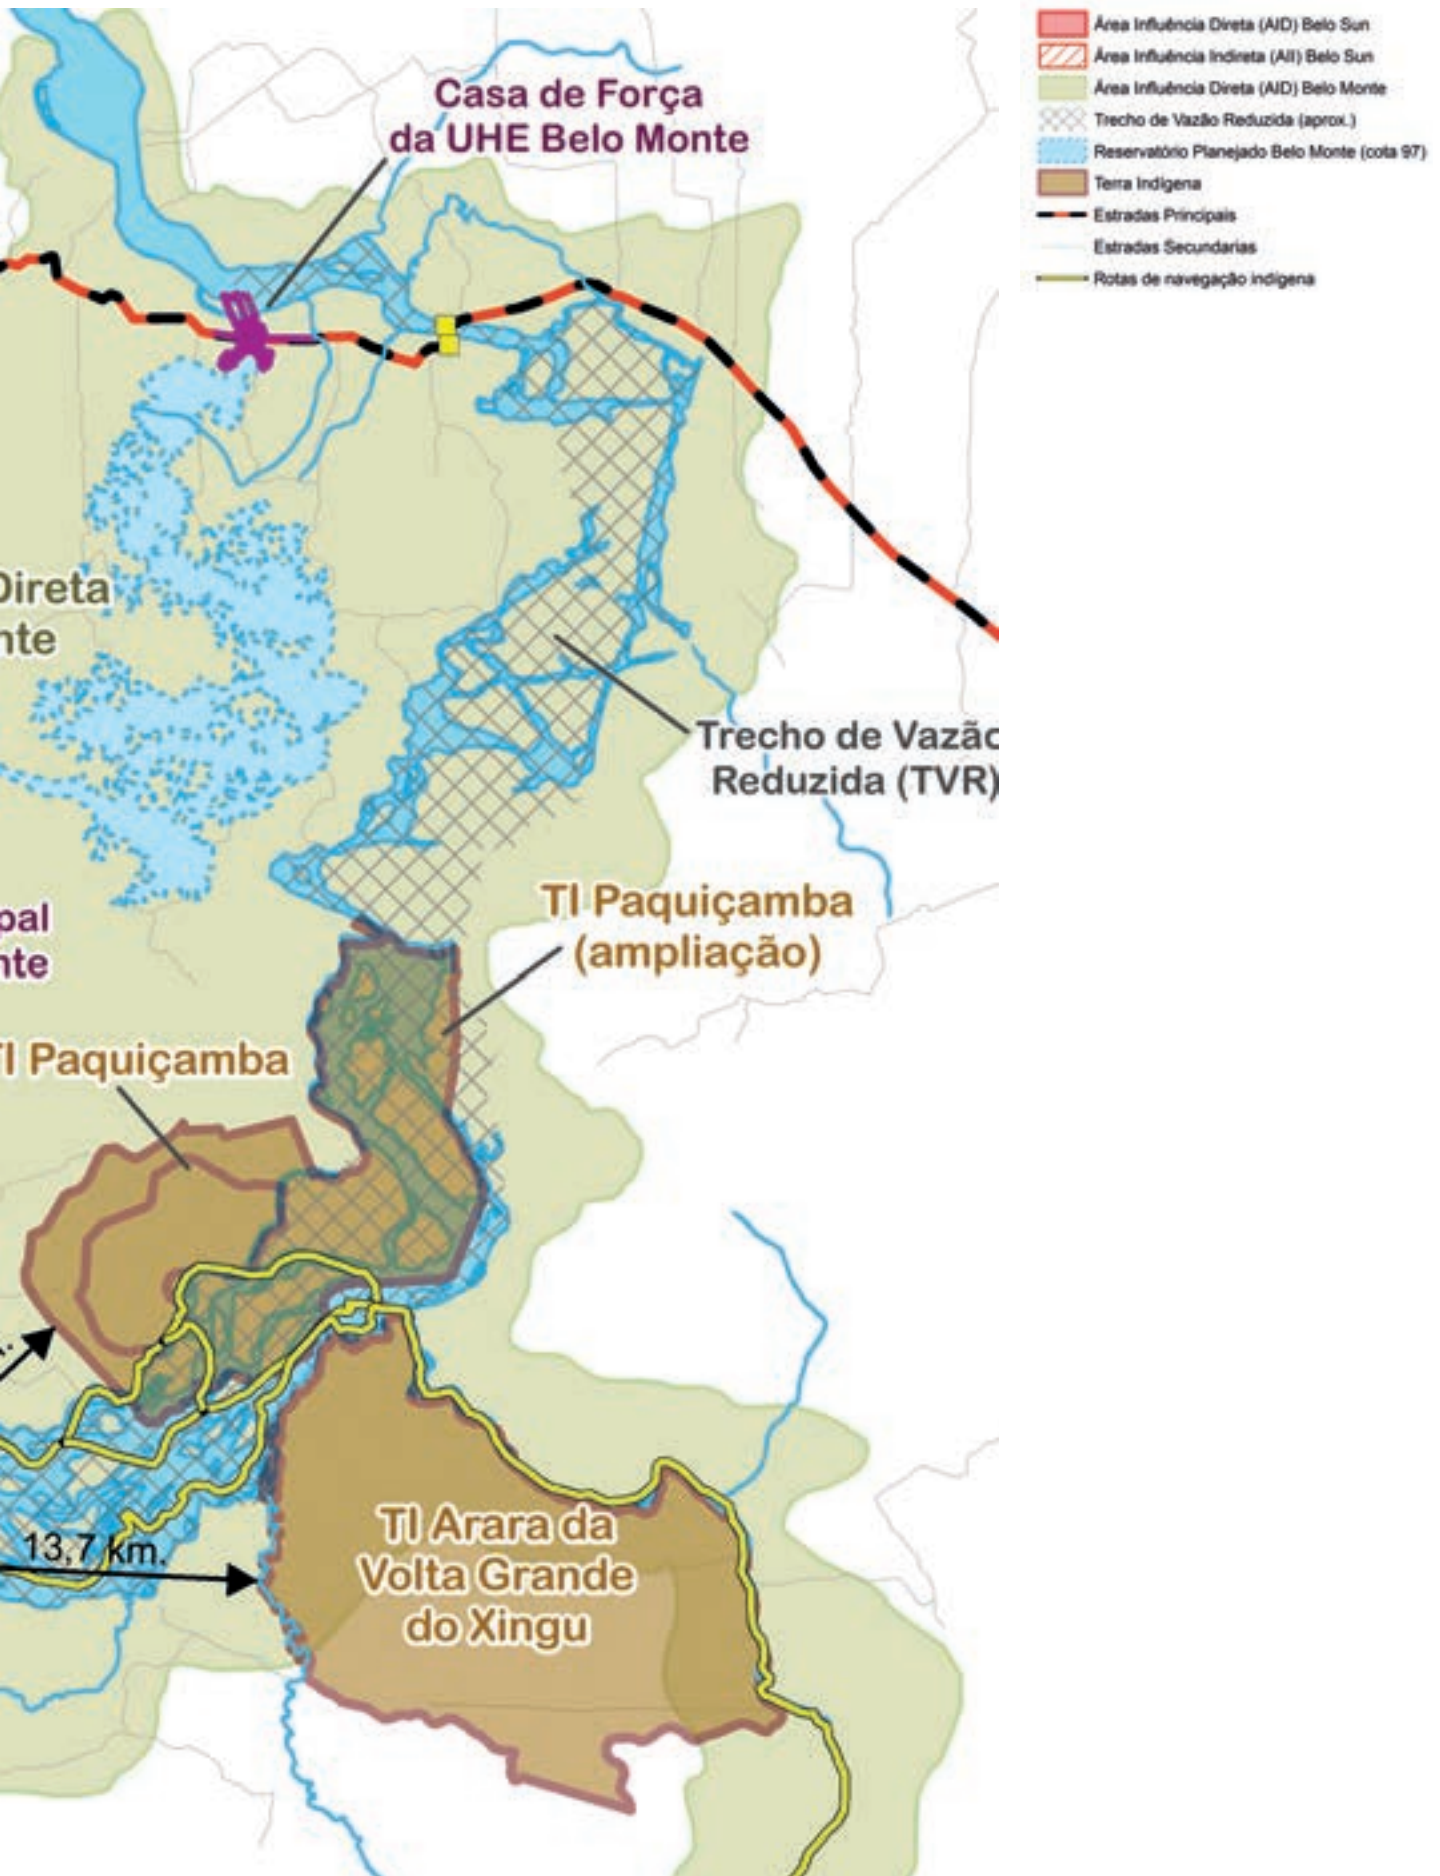 Área Influência Direta (AID) Belo Sun
Área Influência Indireta (AII) Belo Sun
Área Influência Direta (AID) Belo Monte
Trecho de Vazão Reduzida (aprox.)
Reservatório Planejado Belo Monte (cota 97)
Terra Indígena
Estradas Principais
Estradas Secundarias
Rotas de navegação indígena
Casa de Força
da UHE Belo Monte
Direta
nte
Trecho de Vazão
Reduzida (TVR)
TI Paquiçamba
(ampliação)
pal
nte
TI Paquiçamba
TI Arara da
Volta Grande
do Xingu
13,7 km.